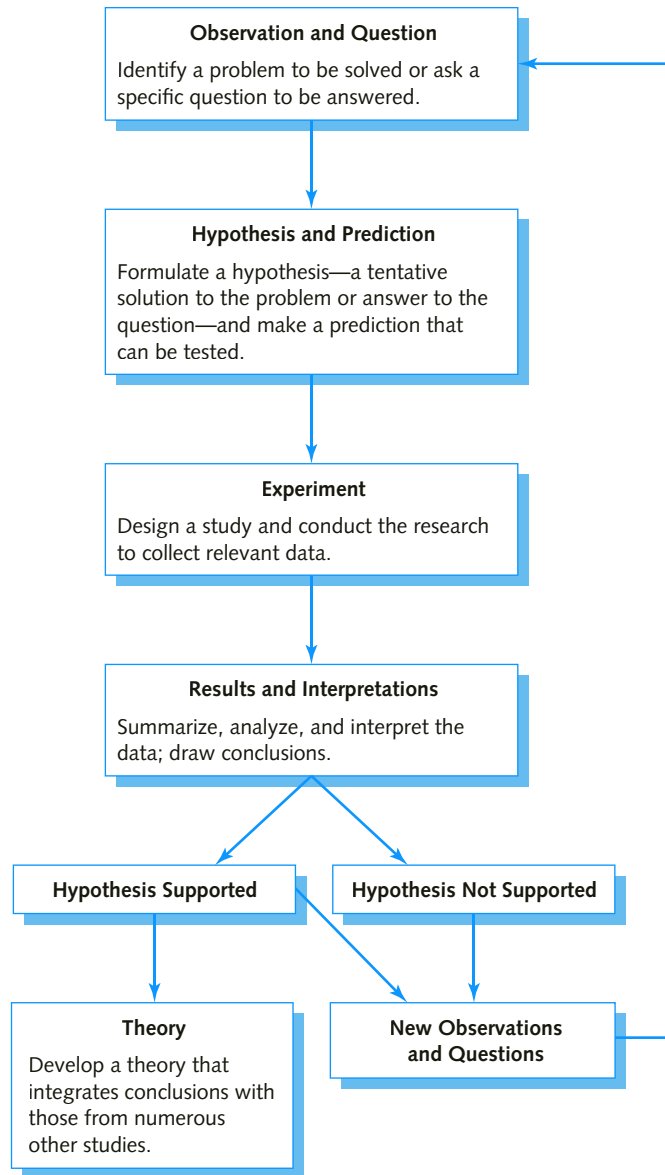 Observation and Question
Identify a problem to be solved or ask a
specific question to be answered.
Hypothesis and Prediction
Formulate a hypothesis—a tentative
solution to the problem or answer to the
question—and make a prediction that
can be tested.
Experiment
Design a study and conduct the research
to collect relevant data.
Results and Interpretations
Summarize, analyze, and interpret the
data; draw conclusions.
Hypothesis Supported
Hypothesis Not Supported
Theory
Develop a theory that
integrates conclusions with
those from numerous
other studies.
New Observations
and Questions